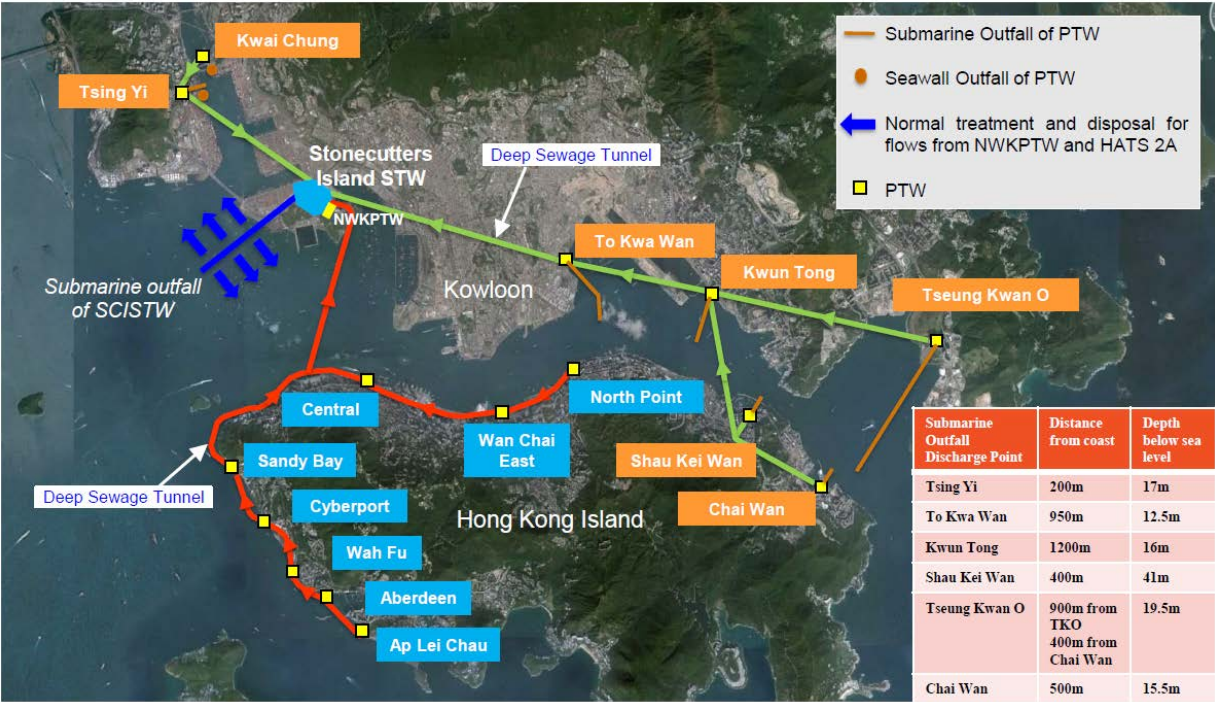 Kwai Chung
Tsing Yi
Stonecutters
Island STW
NWKPTW
Deep Sewage Tunnel
To Kwa Wan
Kwun Tong
Tseung Kwan O
Kowloon
Submarine outfall
of SCISTW
Central
North Point
Wan Chai
East
Sandy Bay
Shau Kei Wan
Chai Wan
Deep Sewage Tunnel
Cyberport
Hong Kong Island
Wah Fu
Aberdeen
Ap Lei Chau
Submarine Outfall of PTW
Seawall Outfall of PTW
Normal treatment and disposal for
flows from NWKPTW and HATS 2A
PTW
Submarine
Outfall
Discharge Point
Distance
from coast
Depth
below sea
level
Tsing Yi
200m
17m
To Kwa Wan
950m
12.5m
Kwun Tong
1200m
16m
Shau Kei Wan
400m
41m
Tseung Kwan O
900m from
TKO
400m from
Chai Wan
19.5m
Chai Wan
500m
15.5m